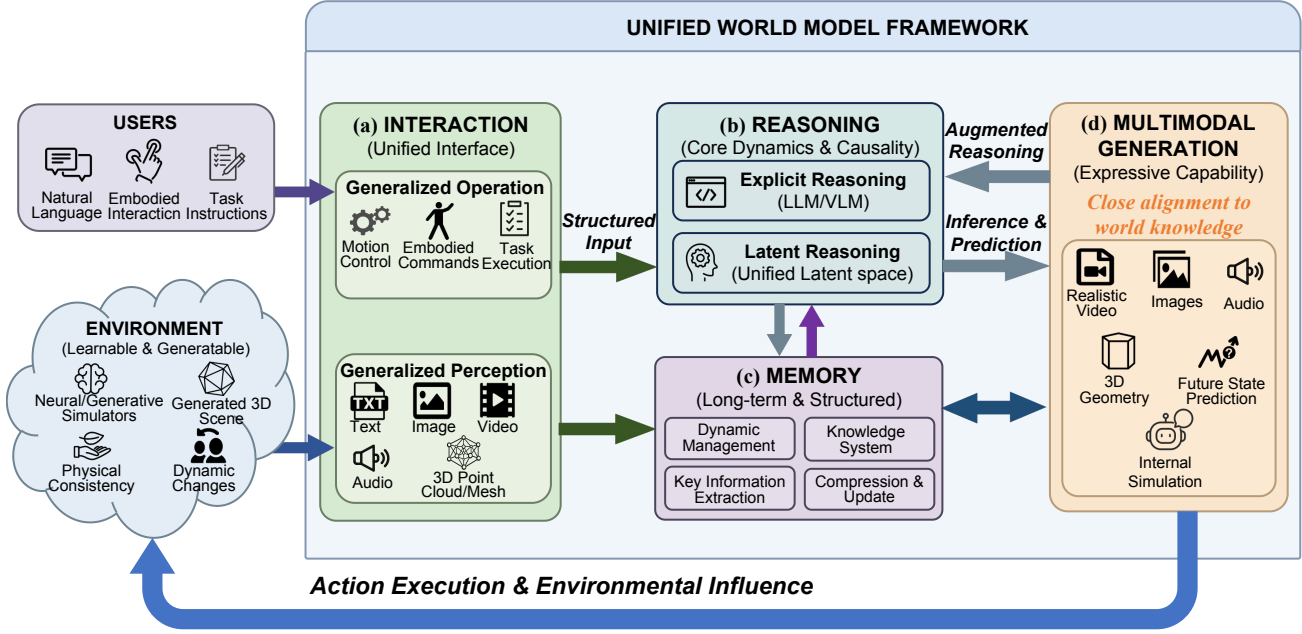 UNIFIED WORLD MODEL FRAMEWORK
USERS
Natural
Language
Embodied
Interaction
Task
Instructions
ENVIRONMENT
(Learnable & Generatable)
Neural/Generative
Simulators
Generated 3D
Scene
Physical
Consistency
Dynamic
Changes
(a) INTERACTION
(Unified Interface)
Generalized Operation
Motion
Control
Embodied
Commands
Task
Execution
Generalized Perception
TXT
Text
Image
Video
Audio
3D Point
Cloud/Mesh
Structured
Input
(b) REASONING
(Core Dynamics & Causality)
Explicit Reasoning
(LLM/VLM)
Latent Reasoning
(Unified Latent space)
(c) MEMORY
(Long-term & Structured)
Dynamic
Management
Knowledge
System
Key Information
Extraction
Compression &
Update
Augmented
Reasoning
Inference &
Prediction
(d) MULTIMODAL
GENERATION
(Expressive Capability)
Close alignment to
world knowledge
Realistic
Video
Images
Audio
3D
Geometry
?
Future State
Prediction
Internal
Simulation
Action Execution & Environmental Influence